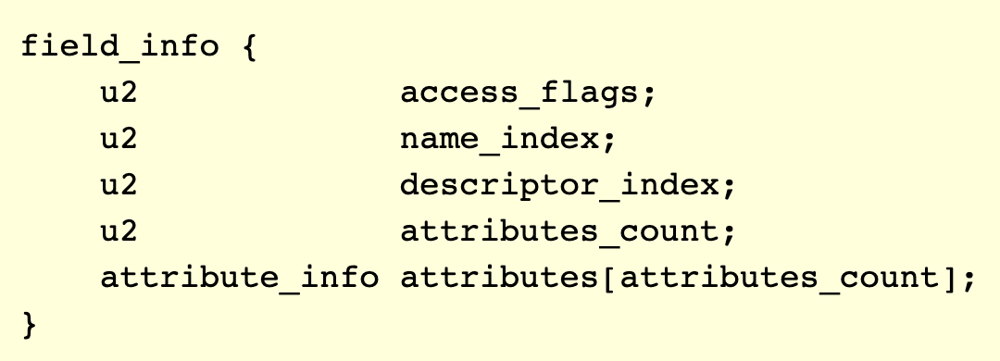 field_info {
    u2             access_flags;
    u2             name_index;
    u2             descriptor_index;
    u2             attributes_count;
    attribute_info attributes[attributes_count];
}